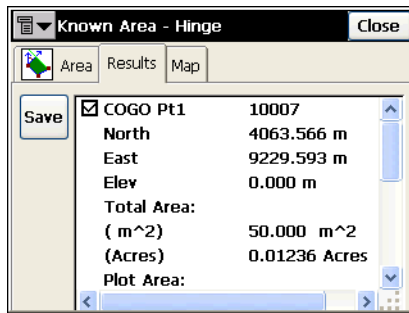 Known Area - Hinge Close
Area Results Map
Save
COGO Pt1 10007
North 4063.566 m
East 9229.593 m
Elev 0.000 m
Total Area:
( m^2) 50.000 m^2
(Acres) 0.01236 Acres
Plot Area: